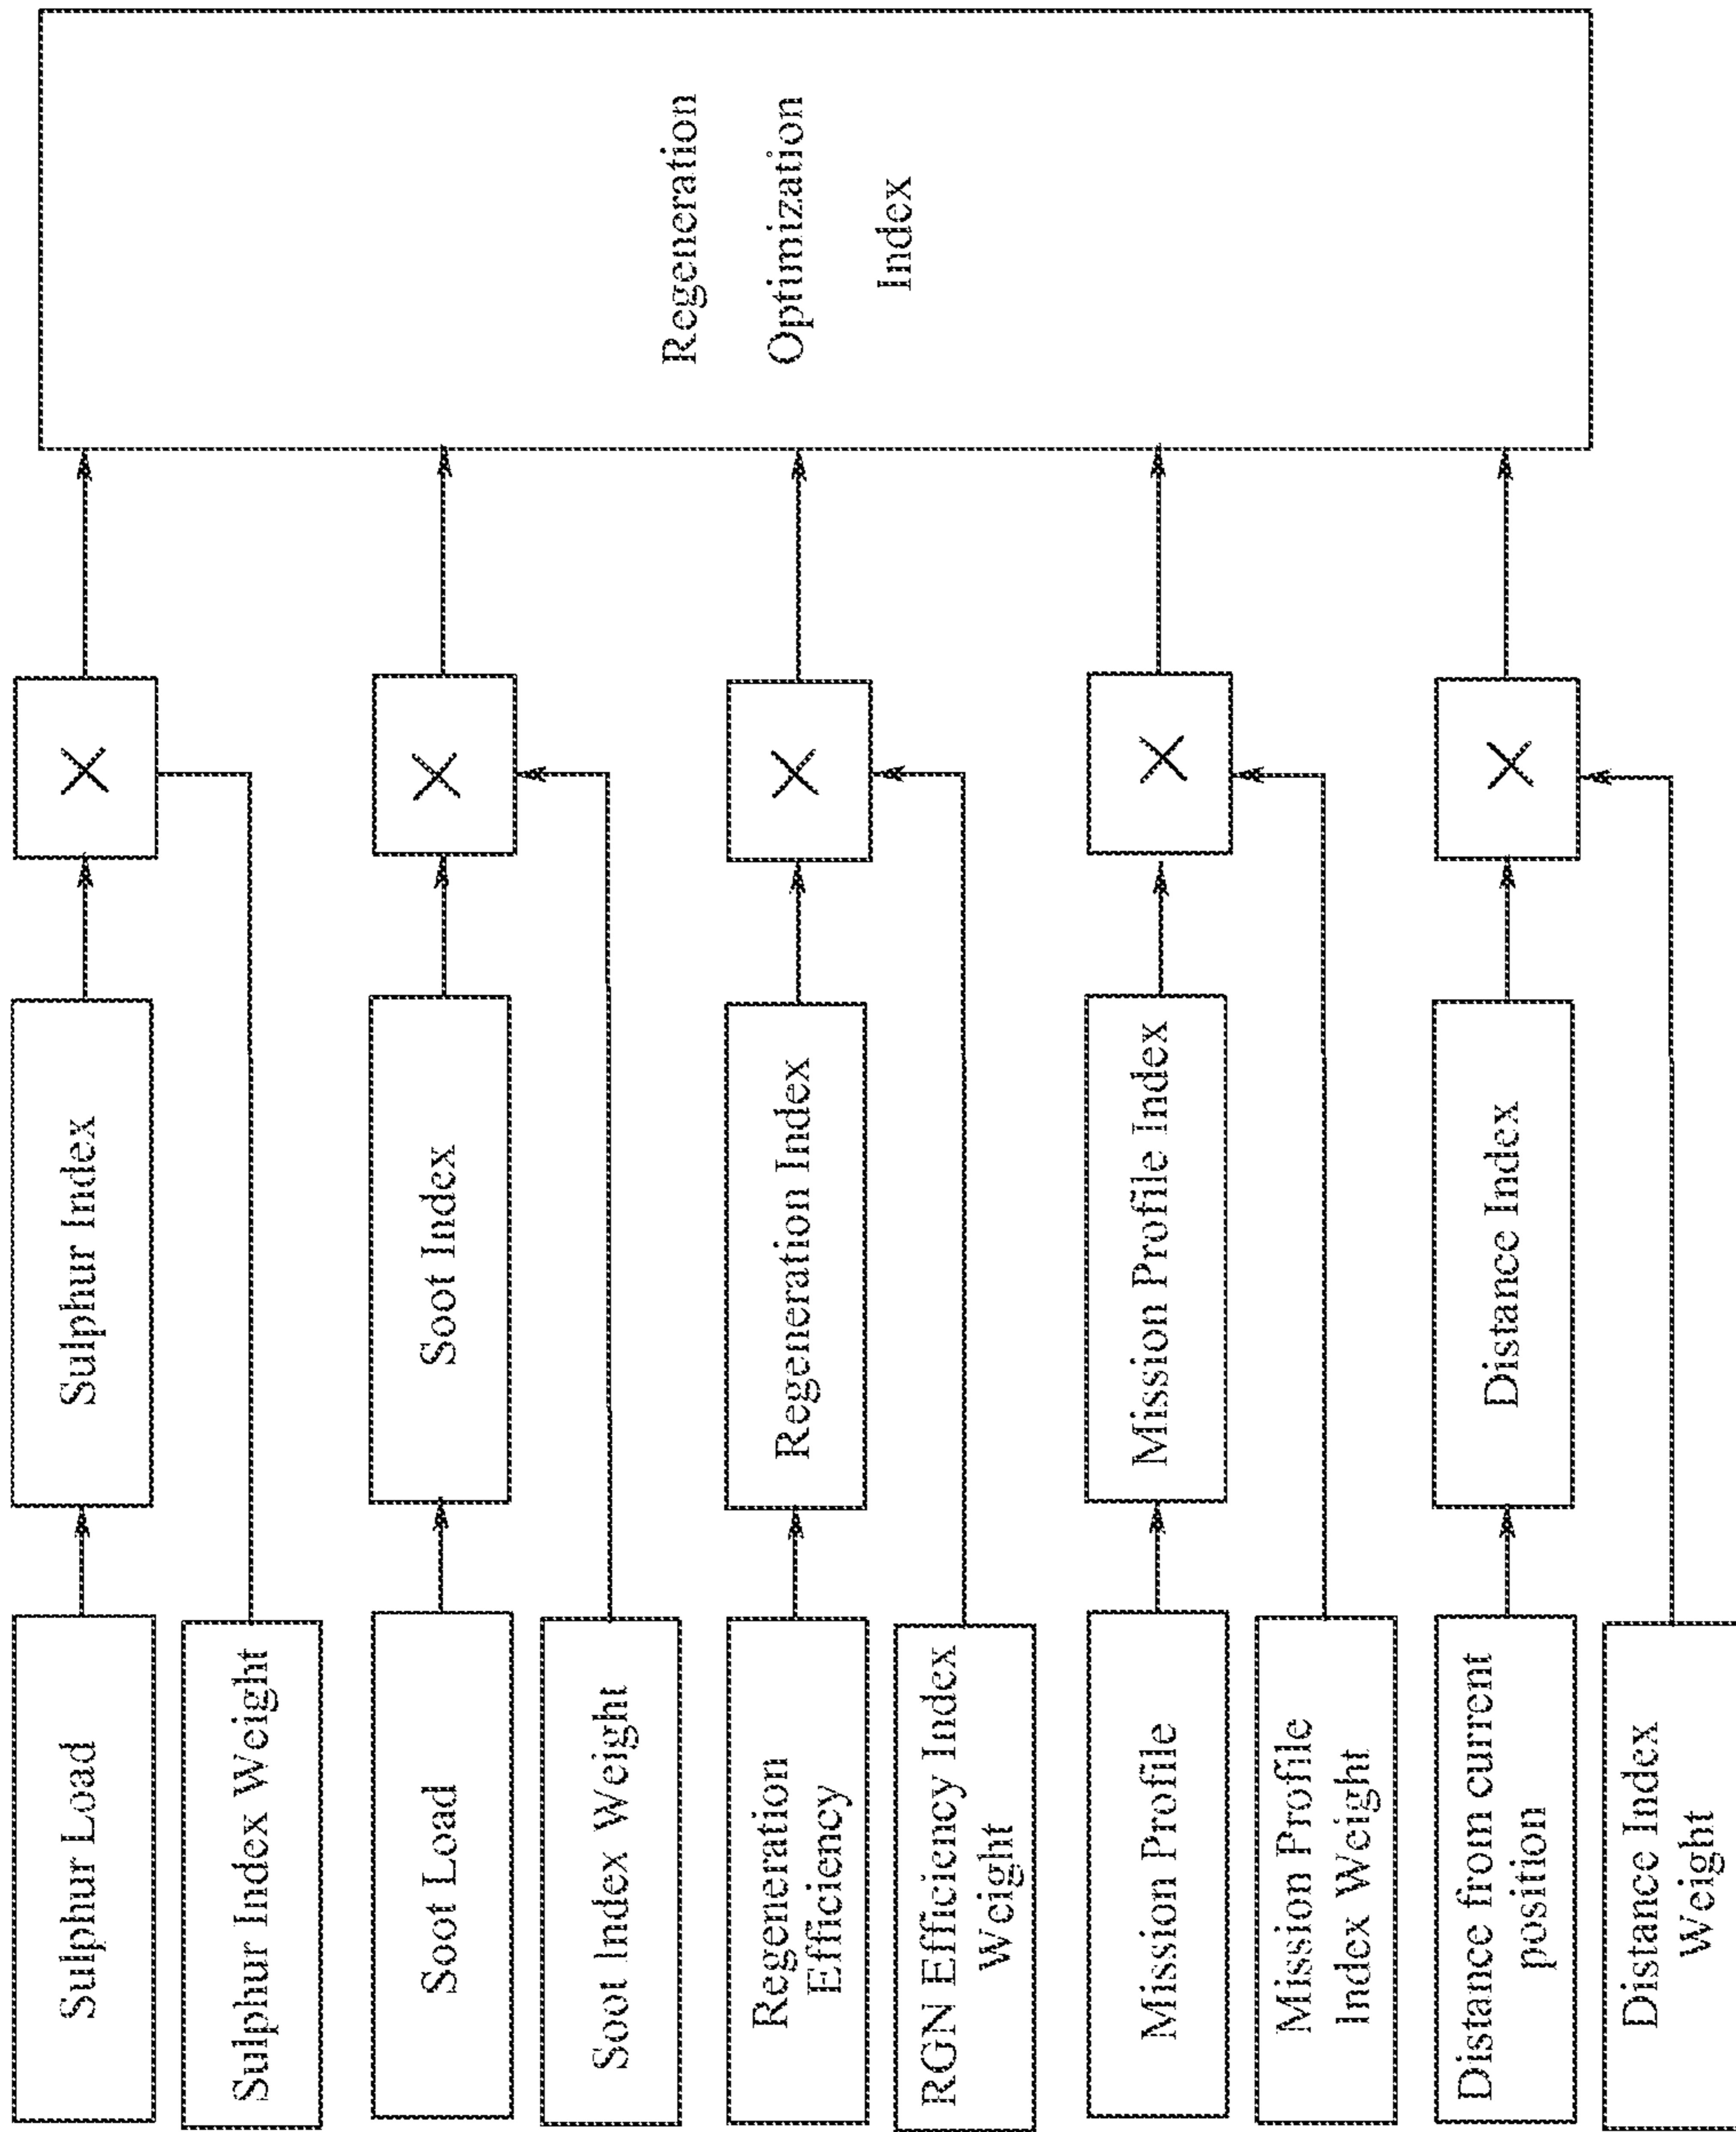 Sulphur Load
Sulphur Index
×
Sulphur Index Weight
Soot Load
Soot Index
×
Soot Index Weight
Regeneration
Efficiency
Regeneration Index
×
RGN Efficiency Index
Weight
Mission Profile
Mission Profile Index
×
Mission Profile
Index Weight
Distance from current
position
Distance Index
×
Distance Index
Weight
Regeneration
Optimization
Index